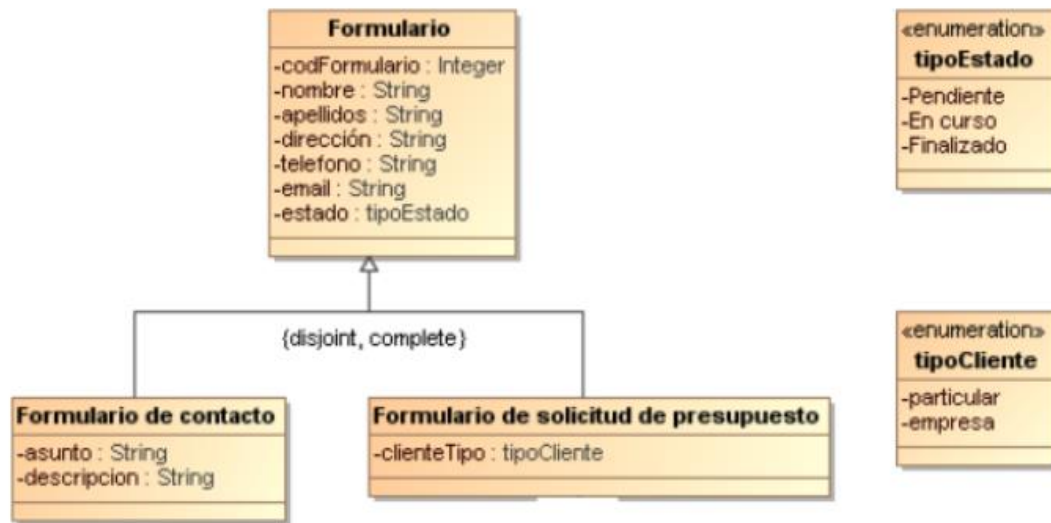 Formulario
-codFormulario : Integer
-nombre : String
-apellidos : String
-dirección : String
-telefono : String
-email : String
-estado : tipoEstado
«enumeration»
tipoEstado
-Pendiente
-En curso
-Finalizado
{disjoint, complete}
«enumeration»
tipoCliente
-particular
-empresa
Formulario de contacto
-asunto : String
-descripcion : String
Formulario de solicitud de presupuesto
-clienteTipo : tipoCliente